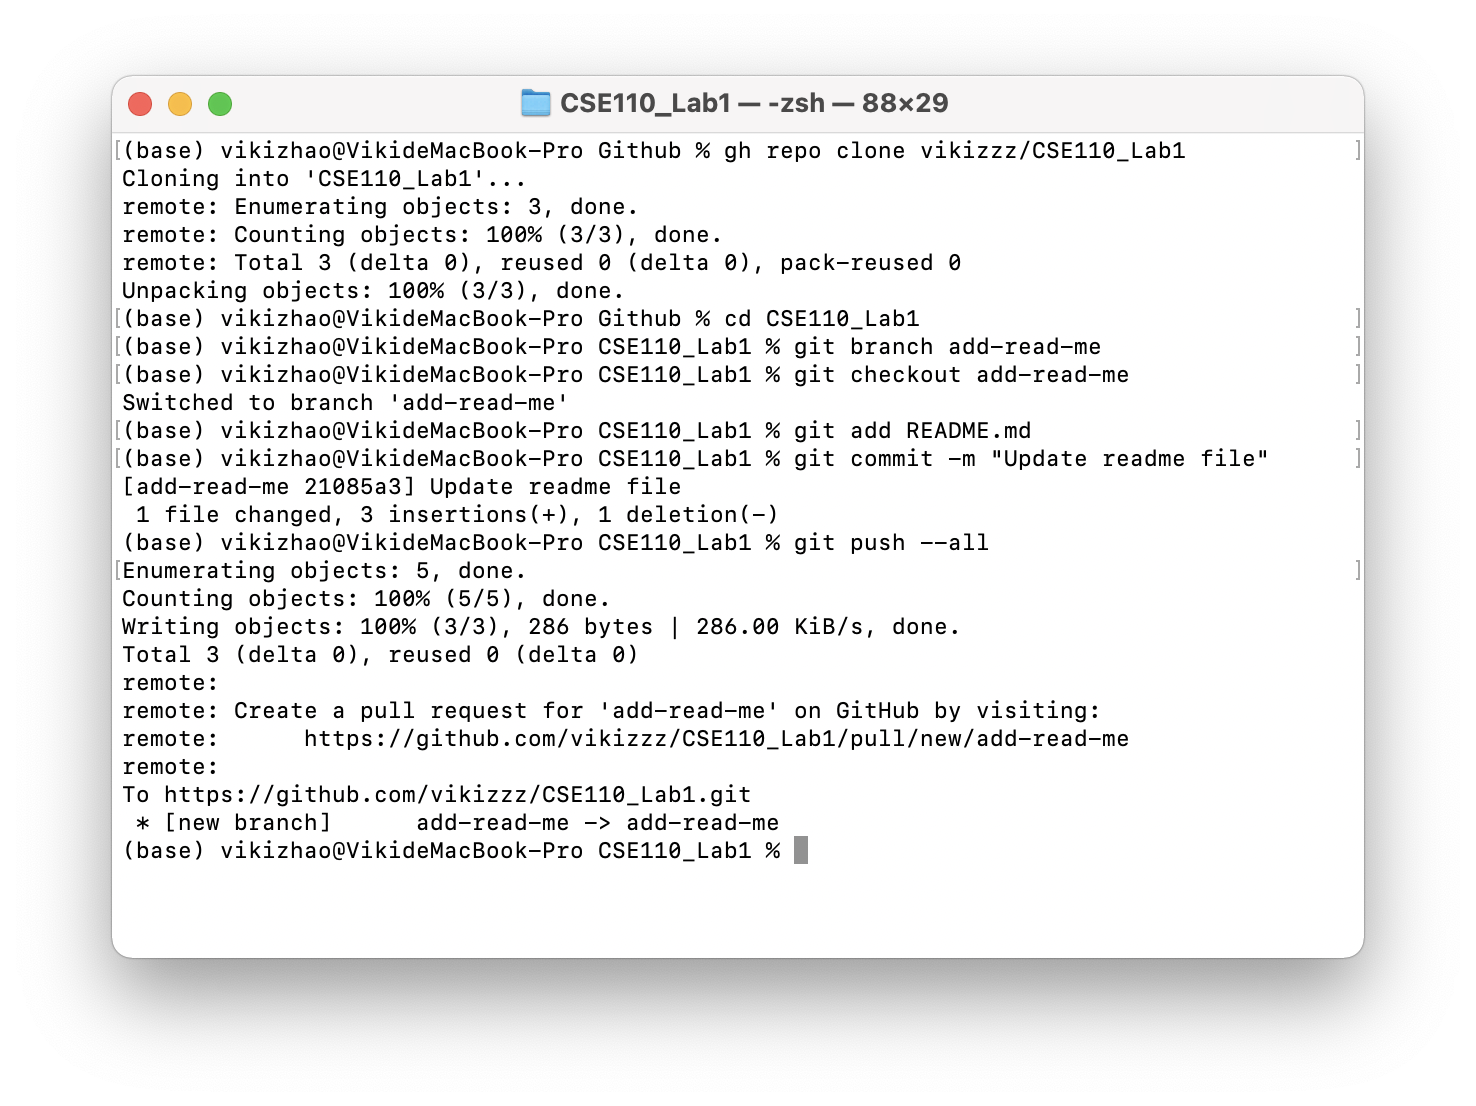 CSE110_Lab1 — -zsh — 88×29
[(base) vikizhao@VikideMacBook-Pro Github % gh repo clone vikizzz/CSE110_Lab1 ]
Cloning into 'CSE110_Lab1'...
remote: Enumerating objects: 3, done.
remote: Counting objects: 100% (3/3), done.
remote: Total 3 (delta 0), reused 0 (delta 0), pack-reused 0
Unpacking objects: 100% (3/3), done.
[(base) vikizhao@VikideMacBook-Pro Github % cd CSE110_Lab1 ]
[(base) vikizhao@VikideMacBook-Pro CSE110_Lab1 % git branch add-read-me ]
[(base) vikizhao@VikideMacBook-Pro CSE110_Lab1 % git checkout add-read-me ]
Switched to branch 'add-read-me'
[(base) vikizhao@VikideMacBook-Pro CSE110_Lab1 % git add README.md ]
[(base) vikizhao@VikideMacBook-Pro CSE110_Lab1 % git commit -m "Update readme file" ]
[add-read-me 21085a3] Update readme file
 1 file changed, 3 insertions(+), 1 deletion(-)
(base) vikizhao@VikideMacBook-Pro CSE110_Lab1 % git push --all
[Enumerating objects: 5, done. ]
Counting objects: 100% (5/5), done.
Writing objects: 100% (3/3), 286 bytes | 286.00 KiB/s, done.
Total 3 (delta 0), reused 0 (delta 0)
remote:
remote: Create a pull request for 'add-read-me' on GitHub by visiting:
remote:      https://github.com/vikizzz/CSE110_Lab1/pull/new/add-read-me
remote:
To https://github.com/vikizzz/CSE110_Lab1.git
 * [new branch]      add-read-me -> add-read-me
(base) vikizhao@VikideMacBook-Pro CSE110_Lab1 %